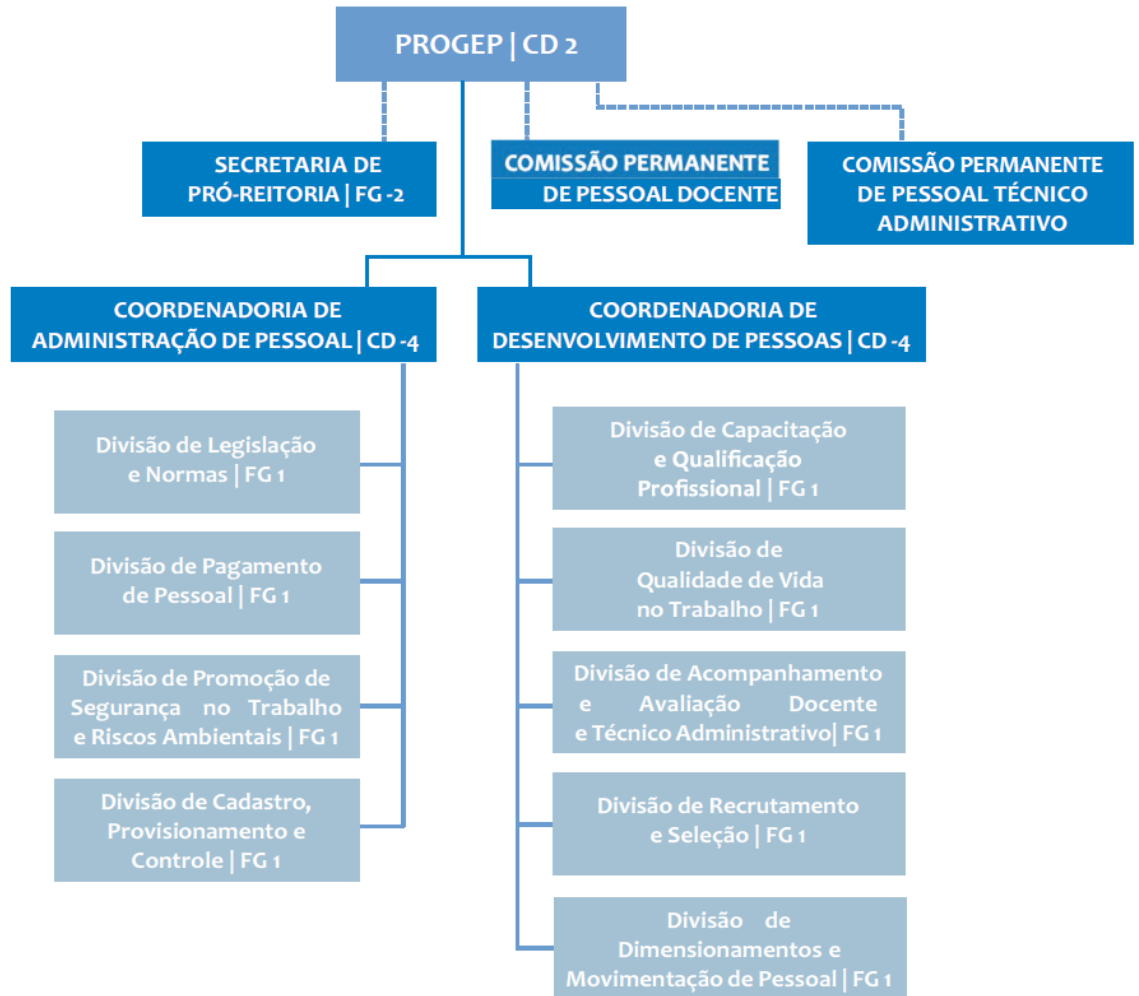 PROGEP | CD 2
SECRETARIA DE
PRÓ-REITORIA | FG -2
COMISSÃO PERMANENTE
DE PESSOAL DOCENTE
COMISSÃO PERMANENTE
DE PESSOAL TÉCNICO
ADMINISTRATIVO
COORDENADORIA DE
ADMINISTRAÇÃO DE PESSOAL | CD -4
COORDENADORIA DE
DESENVOLVIMENTO DE PESSOAS | CD -4
Divisão de Legislação
e Normas | FG 1
Divisão de Pagamento
de Pessoal | FG 1
Divisão de Promoção de
Segurança no Trabalho
e Riscos Ambientais | FG 1
Divisão de Cadastro,
Provisionamento e
Controle | FG 1
Divisão de Capacitação
e Qualificação
Profissional | FG 1
Divisão de
Qualidade de Vida
no Trabalho | FG 1
Divisão de Acompanhamento
e Avaliação Docente
e Técnico Administrativo| FG 1
Divisão de Recrutamento
e Seleção | FG 1
Divisão de
Dimensionamentos e
Movimentação de Pessoal | FG 1